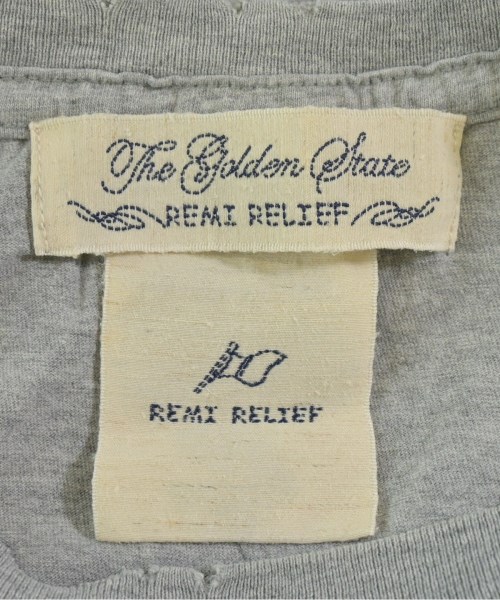 The Golden State
REMI RELIEF
REMI RELIEF